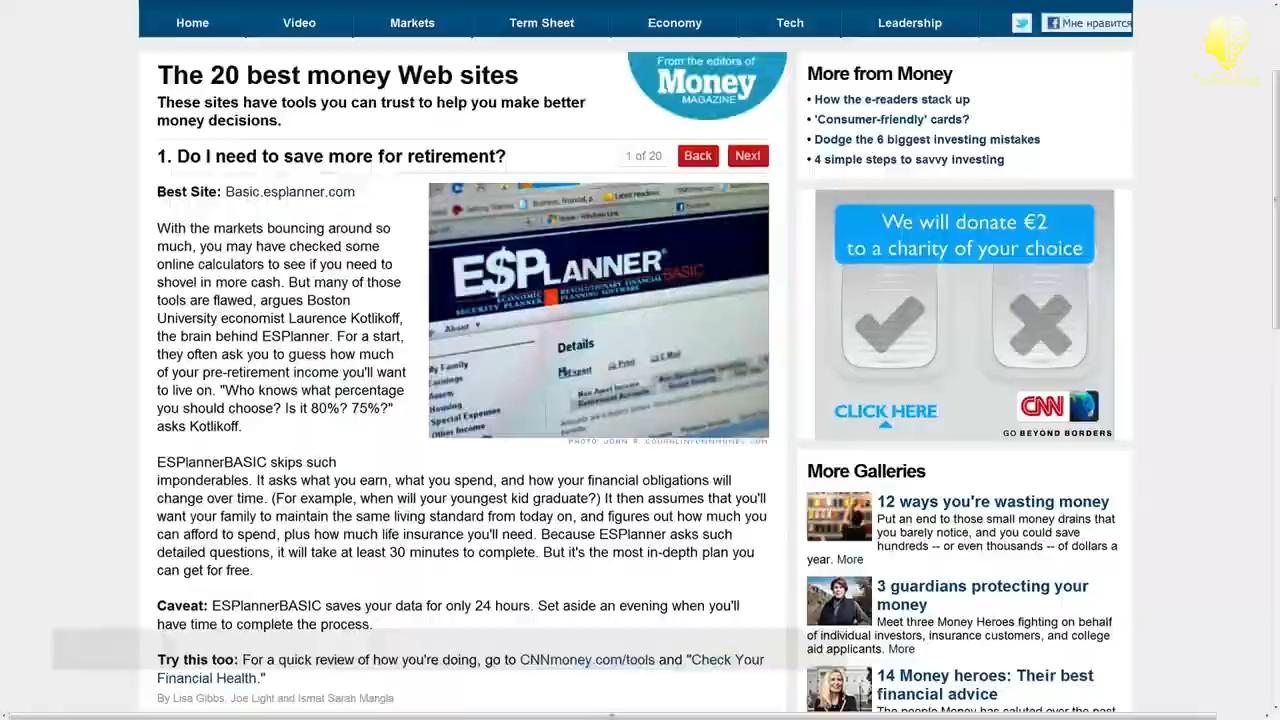 Home Video Markets Term Sheet Economy Tech Leadership Мне нравится
The 20 best money Web sites
These sites have tools you can trust to help you make better
money decisions.
From the editors of
Money
MAGAZINE
1. Do I need to save more for retirement?
1 of 20 Back Next
Best Site: Basic.esplanner.com
With the markets bouncing around so
much, you may have checked some
online calculators to see if you need to
shovel in more cash. But many of those
tools are flawed, argues Boston
University economist Laurence Kotlikoff,
the brain behind ESPlanner. For a start,
they often ask you to guess how much
of your pre-retirement income you'll want
to live on. "Who knows what percentage
you should choose? Is it 80%? 75%?"
asks Kotlikoff.
E$PLANNER BASIC
ECONOMIC REVOLUTIONARY FINANCIAL
SECURITY PLANNER PLANNING SOFTWARE
About
Details
Print E-Mail
My Family
Earnings
Assets
Housing
Special Expenses
Other Income
ESPlannerBASIC skips such
imponderables. It asks what you earn, what you spend, and how your financial obligations will
change over time. (For example, when will your youngest kid graduate?) It then assumes that you'll
want your family to maintain the same living standard from today on, and figures out how much you
can afford to spend, plus how much life insurance you'll need. Because ESPlanner asks such
detailed questions, it will take at least 30 minutes to complete. But it's the most in-depth plan you
can get for free.
Caveat: ESPlannerBASIC saves your data for only 24 hours. Set aside an evening when you'll
have time to complete the process.
Try this too: For a quick review of how you're doing, go to CNNmoney.com/tools and "Check Your
Financial Health."
By Lisa Gibbs, Joe Light and Ismat Sarah Mangla
More from Money
• How the e-readers stack up
• 'Consumer-friendly' cards?
• Dodge the 6 biggest investing mistakes
• 4 simple steps to savvy investing
We will donate €2
to a charity of your choice
CLICK HERE
CNN
GO BEYOND BORDERS
More Galleries
12 ways you're wasting money
Put an end to those small money drains that
you barely notice, and you could save
hundreds -- or even thousands -- of dollars a
year. More
3 guardians protecting your
money
Meet three Money Heroes fighting on behalf
of individual investors, insurance customers, and college
aid applicants. More
14 Money heroes: Their best
financial advice
The people Money has saluted over the past